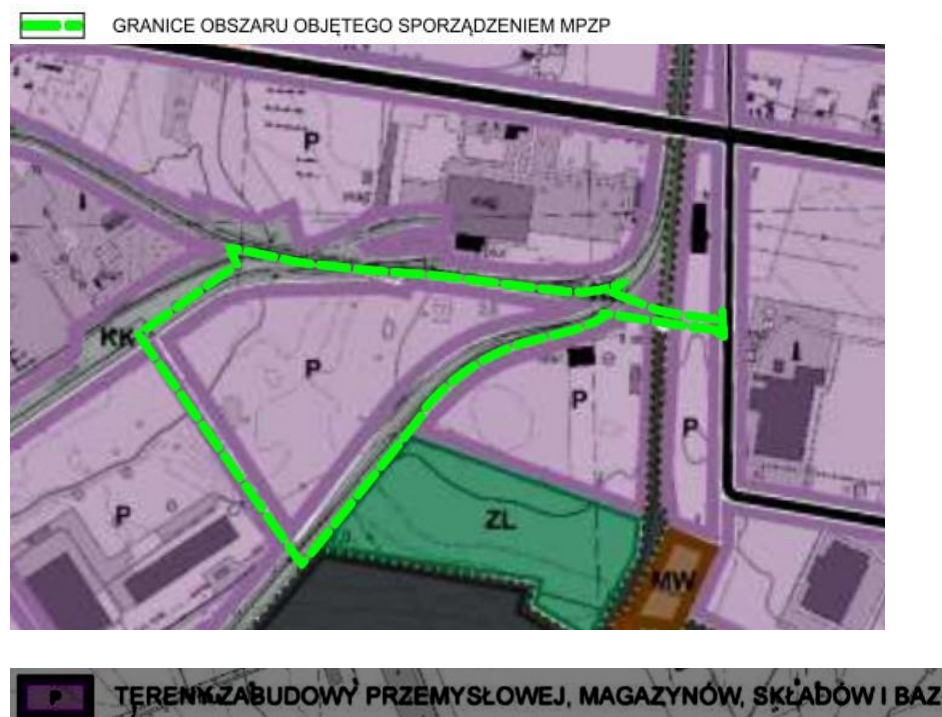 GRANICE OBSZARU OBJĘTEGO SPORZĄDZENIEM MPZP
P
I
KK
P
P
I
P
P
ZL
MW
P TERENY ZABUDOWY PRZEMYSŁOWEJ, MAGAZYNÓW, SKŁADÓW I BAZ